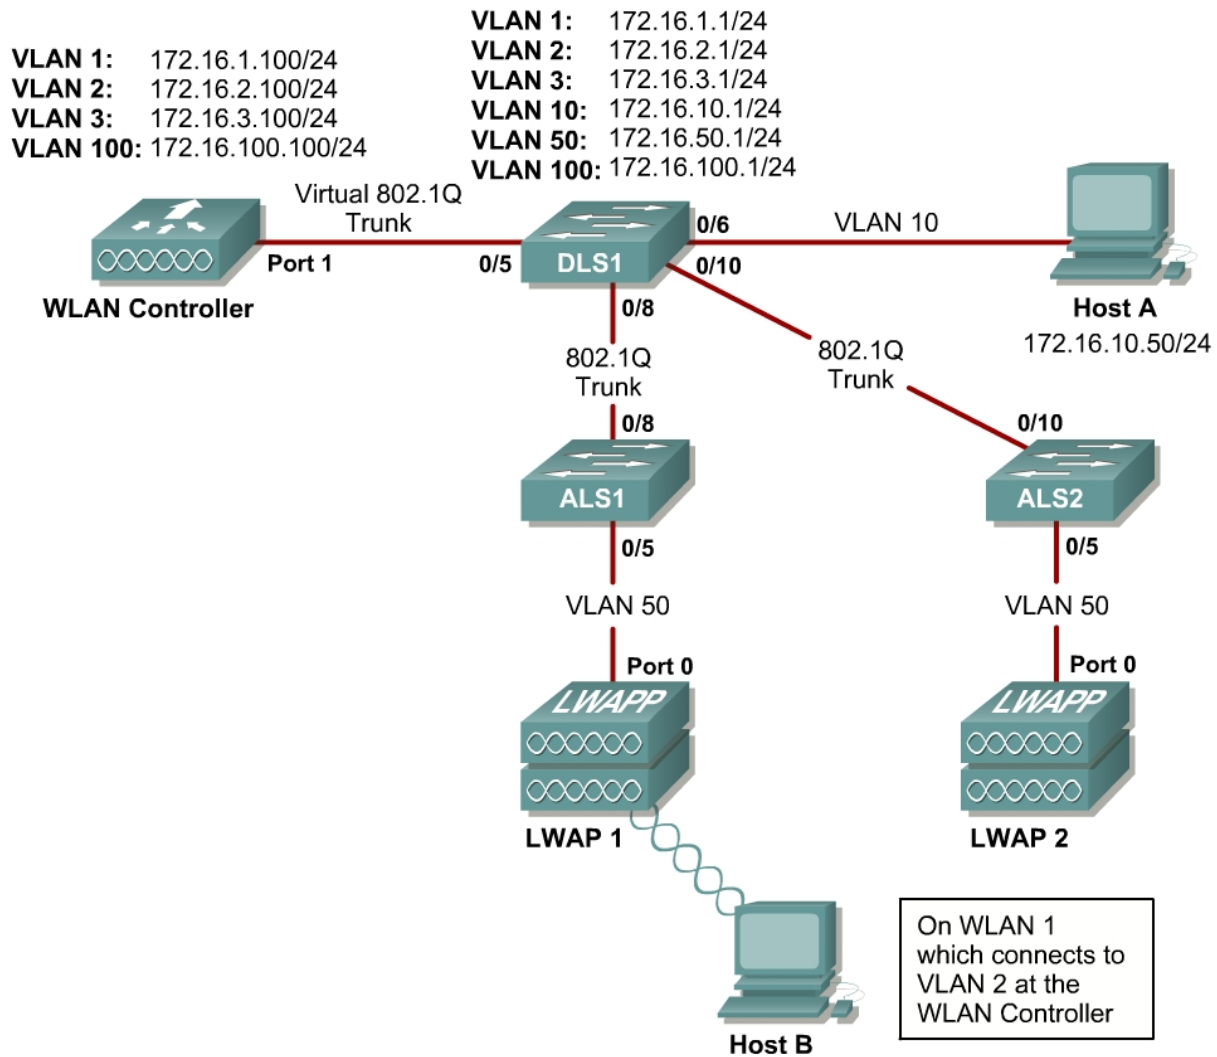 VLAN 1: 172.16.1.1/24
VLAN 2: 172.16.2.1/24
VLAN 3: 172.16.3.1/24
VLAN 10: 172.16.10.1/24
VLAN 50: 172.16.50.1/24
VLAN 100: 172.16.100.1/24
VLAN 1: 172.16.1.100/24
VLAN 2: 172.16.2.100/24
VLAN 3: 172.16.3.100/24
VLAN 100: 172.16.100.100/24
Virtual 802.1Q
Trunk
Port 1
WLAN Controller
0/5
DLS1
0/6
0/10
0/8
VLAN 10
Host A
172.16.10.50/24
802.1Q
Trunk
802.1Q
Trunk
0/8
ALS1
0/5
0/10
ALS2
0/5
VLAN 50
VLAN 50
Port 0
LWAPP
LWAP 1
Port 0
LWAPP
LWAP 2
Host B
On WLAN 1
which connects to
VLAN 2 at the
WLAN Controller